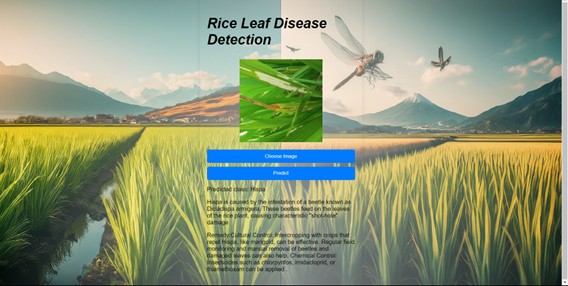 Rice Leaf Disease
Detection
Choose Image
Predict
Predicted class: Hispa
Hispa is caused by the infestation of a beetle known as
Dicladispa armigera. These beetles feed on the leaves
of the rice plant, causing characteristic "shothole"
damage.
Remedy:Cultural Control: Intercropping with crops that
repel Hispa, like marigold, can be effective. Regular field
monitoring and manual removal of beetles and
damaged leaves can also help. Chemical Control:
Insecticides such as chlorpyrifos, imidacloprid, or
thiamethoxam can be applied.